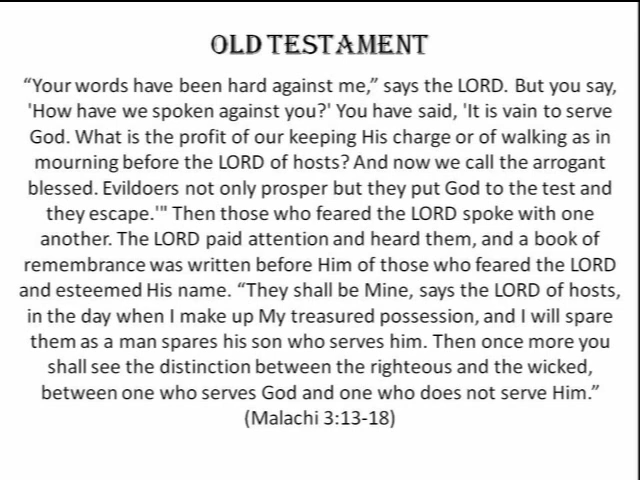 OLD TESTAMENT
“Your words have been hard against me,” says the LORD. But you say,
'How have we spoken against you?' You have said, 'It is vain to serve
God. What is the profit of our keeping His charge or of walking as in
mourning before the LORD of hosts? And now we call the arrogant
blessed. Evildoers not only prosper but they put God to the test and
they escape.'" Then those who feared the LORD spoke with one
another. The LORD paid attention and heard them, and a book of
remembrance was written before Him of those who feared the LORD
and esteemed His name. “They shall be Mine, says the LORD of hosts,
in the day when I make up My treasured possession, and I will spare
them as a man spares his son who serves him. Then once more you
shall see the distinction between the righteous and the wicked,
between one who serves God and one who does not serve Him.”
(Malachi 3:13-18)